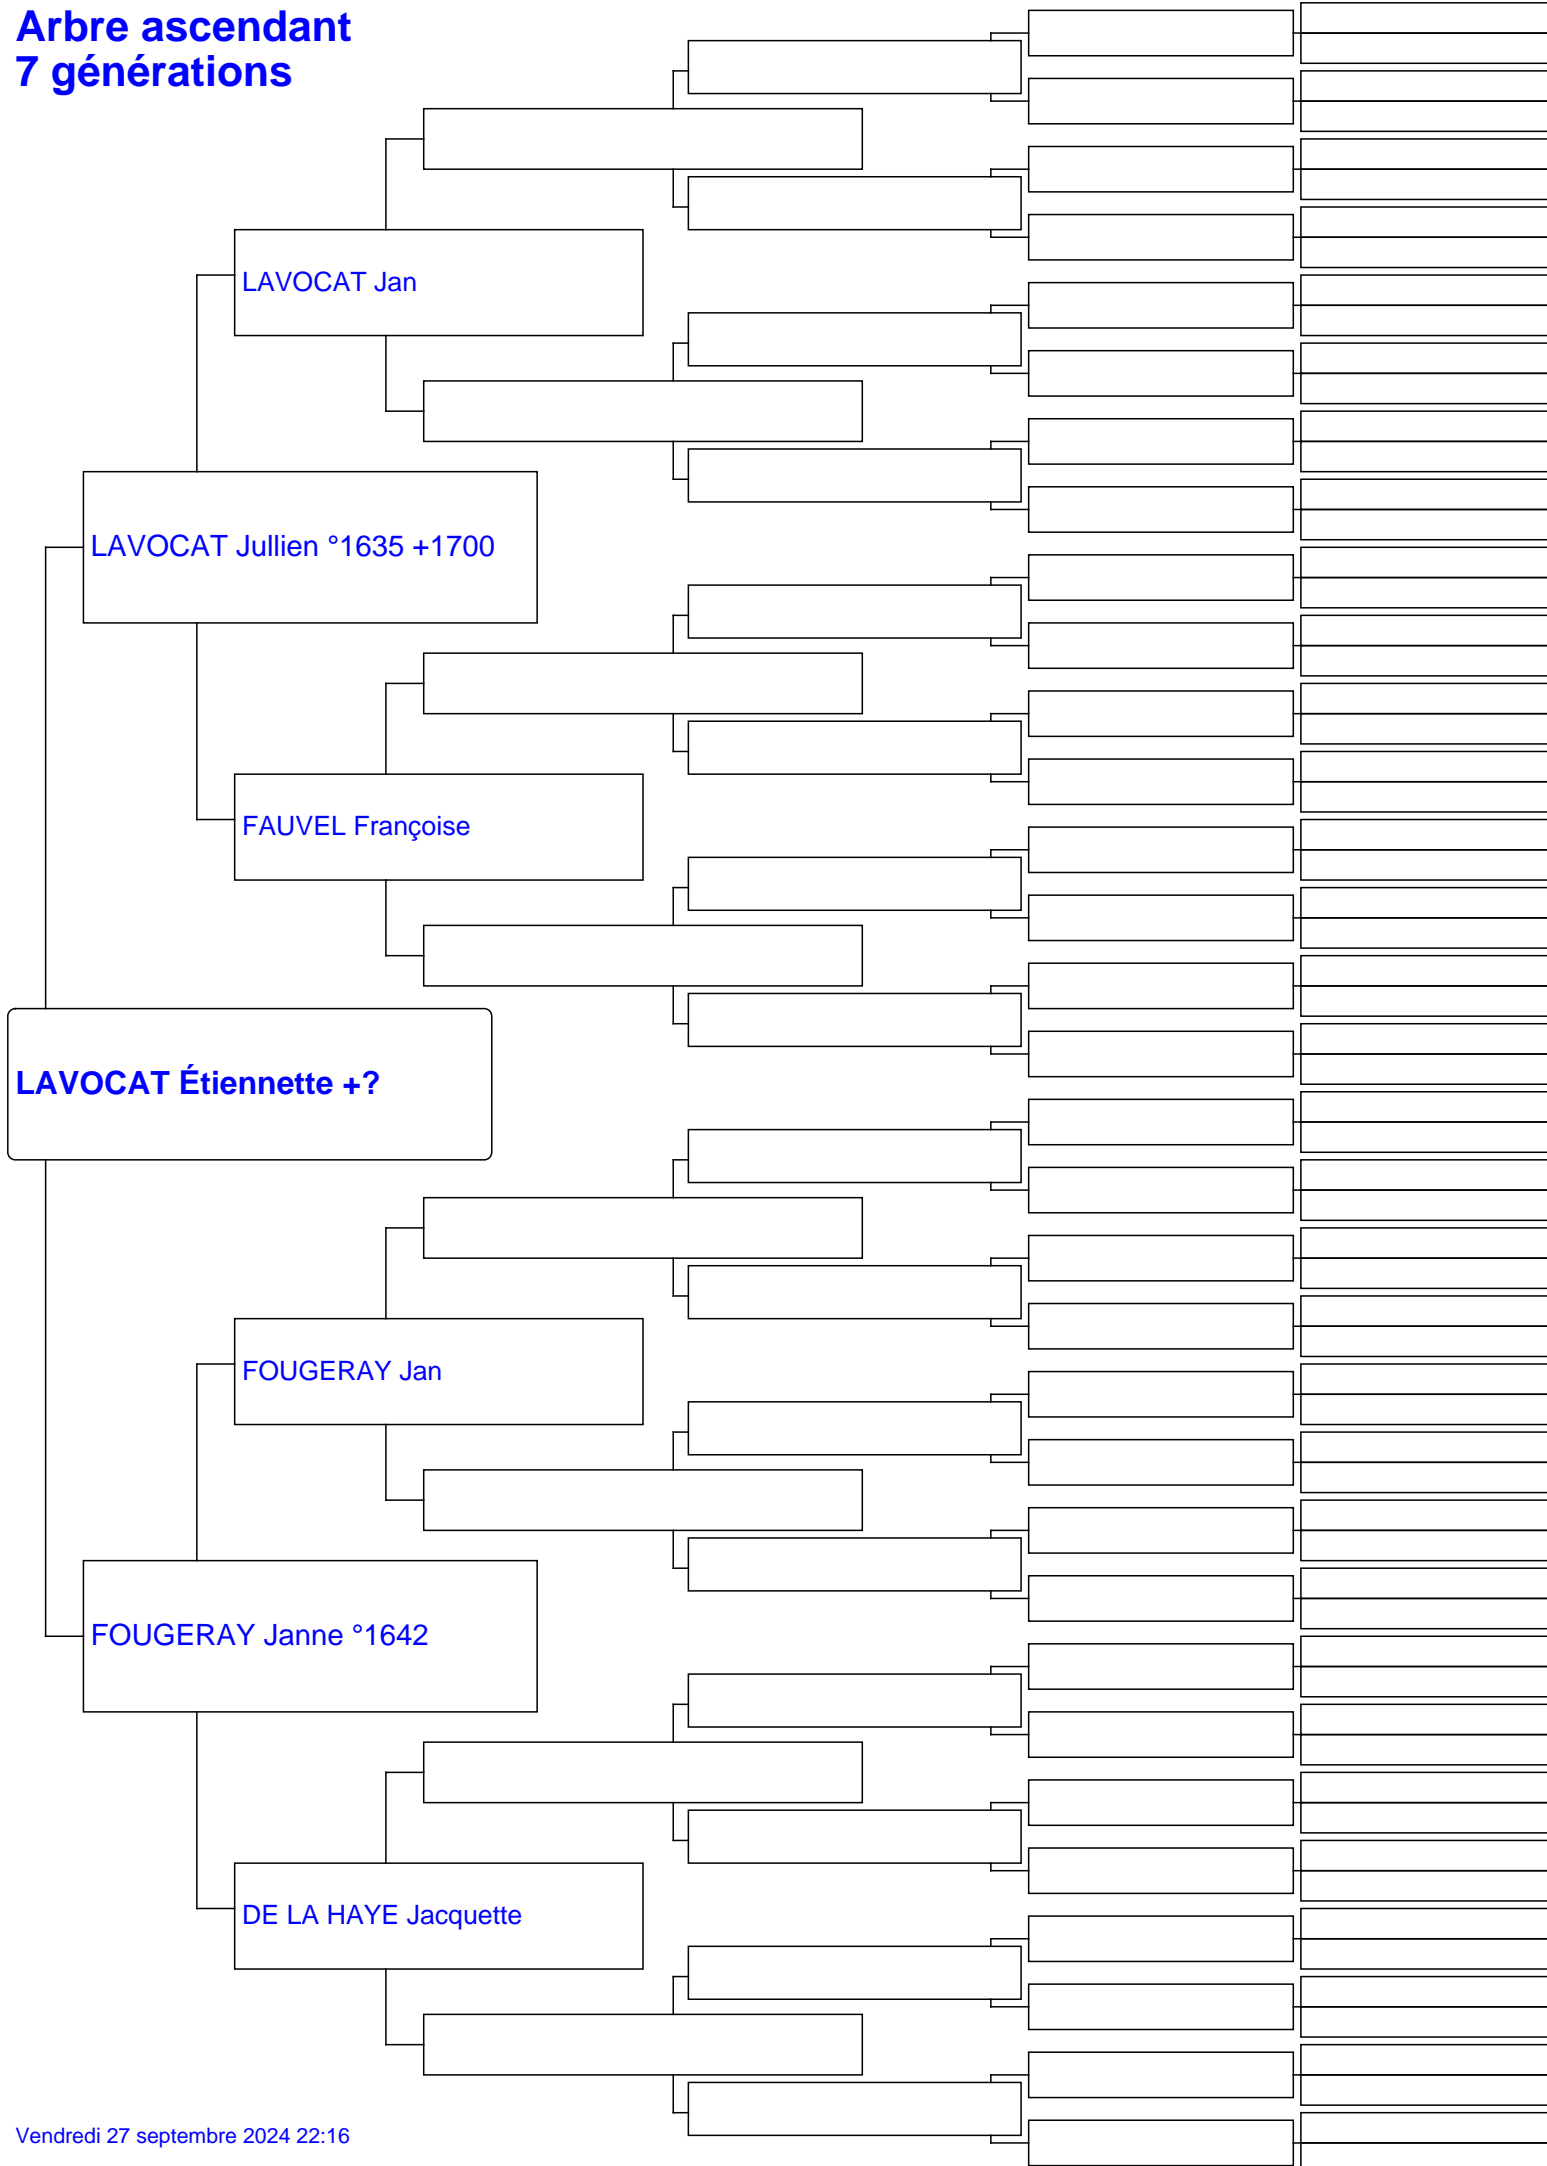 Arbre ascendant
7 générations
LAVOCAT Jan
LAVOCAT Jullien °1635 +1700
FAUVEL Françoise
LAVOCAT Étiennette +?
FOUGERAY Jan
FOUGERAY Janne °1642
DE LA HAYE Jacquette
Vendredi 27 septembre 2024 22:16